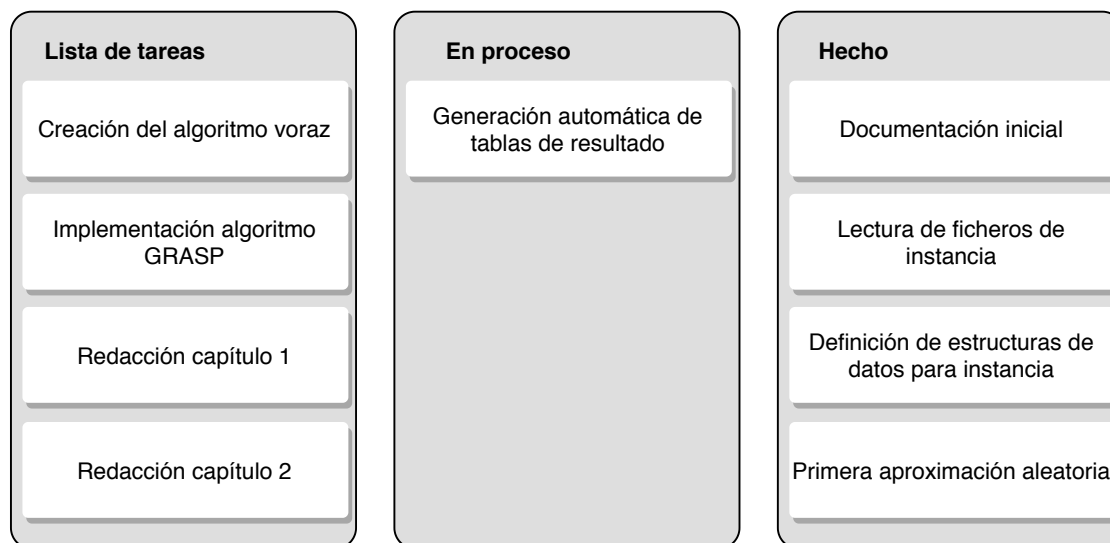 Lista de tareas
Creación del algoritmo voraz
Implementación algoritmo
GRASP
Redacción capítulo 1
Redacción capítulo 2
En proceso
Generación automática de
tablas de resultado
Hecho
Documentación inicial
Lectura de ficheros de
instancia
Definición de estructuras de
datos para instancia
Primera aproximación aleatoria